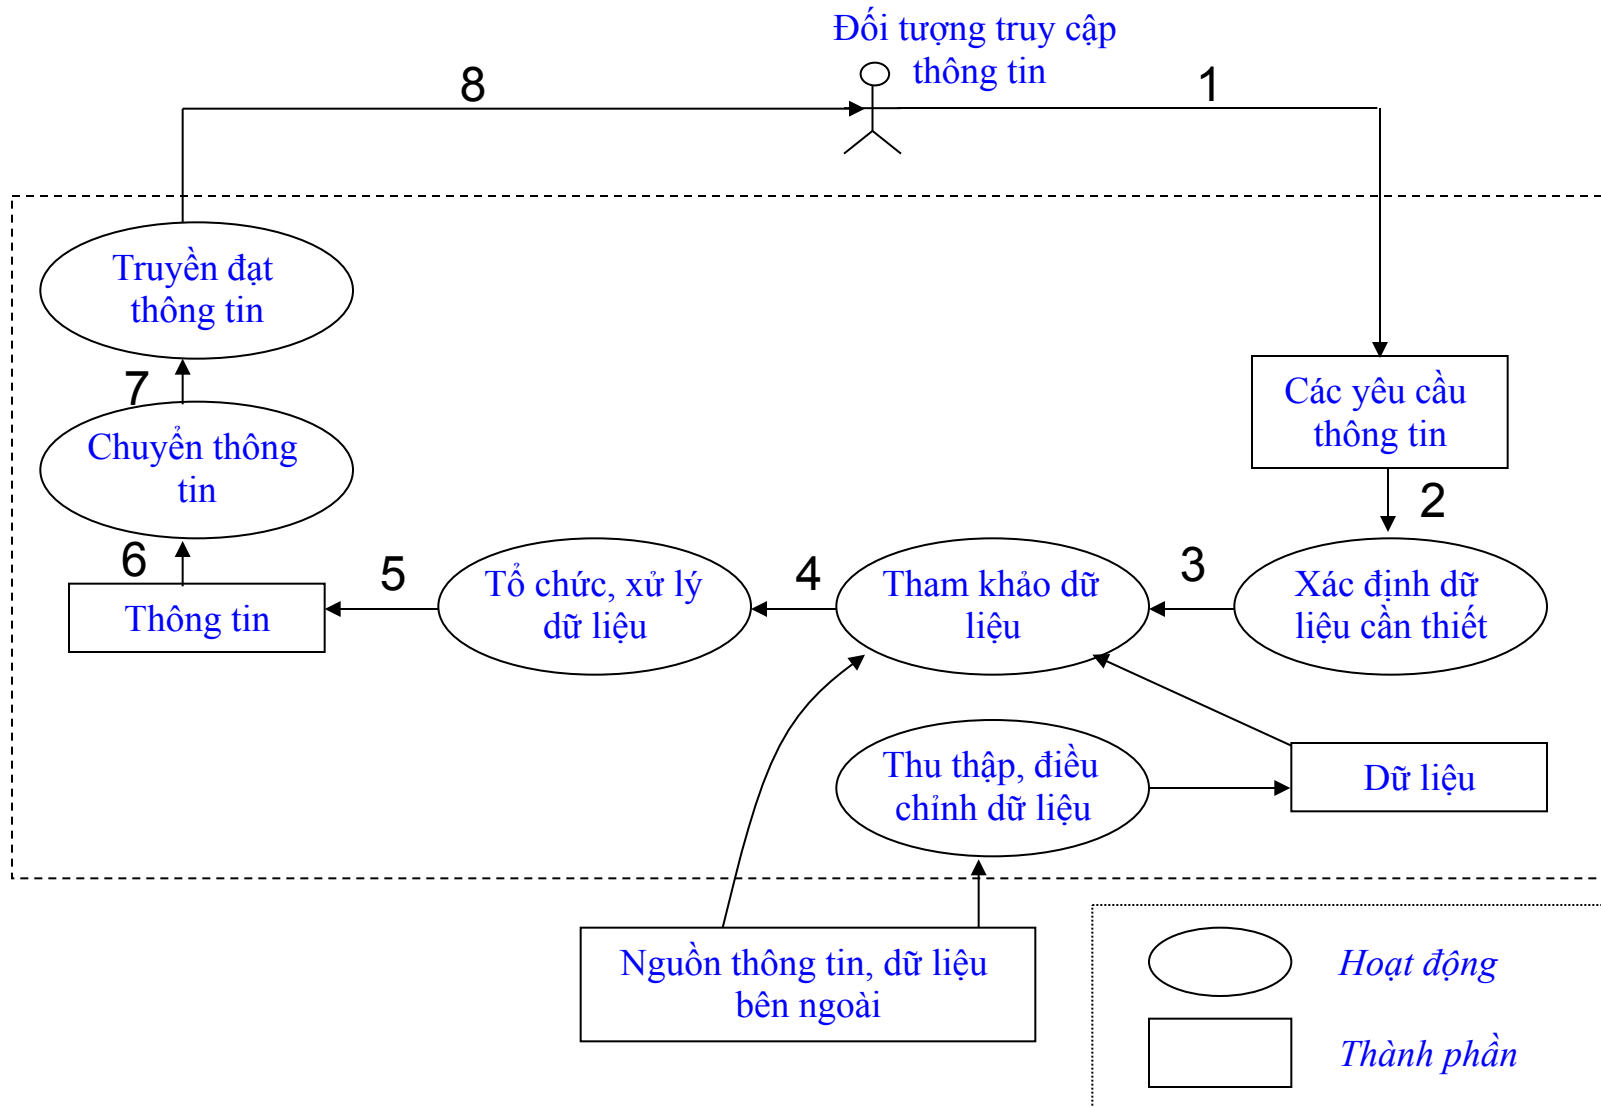 Đối tượng truy cập
thông tin
8
1
Truyền đạt
thông tin
7
Các yêu cầu
thông tin
Chuyển thông
tin
2
6
5
4
3
Tổ chức, xử lý
dữ liệu
Tham khảo dữ
liệu
Xác định dữ
liệu cần thiết
Thông tin
Thu thập, điều
chỉnh dữ liệu
Dữ liệu
Nguồn thông tin, dữ liệu
bên ngoài
Hoạt động
Thành phần